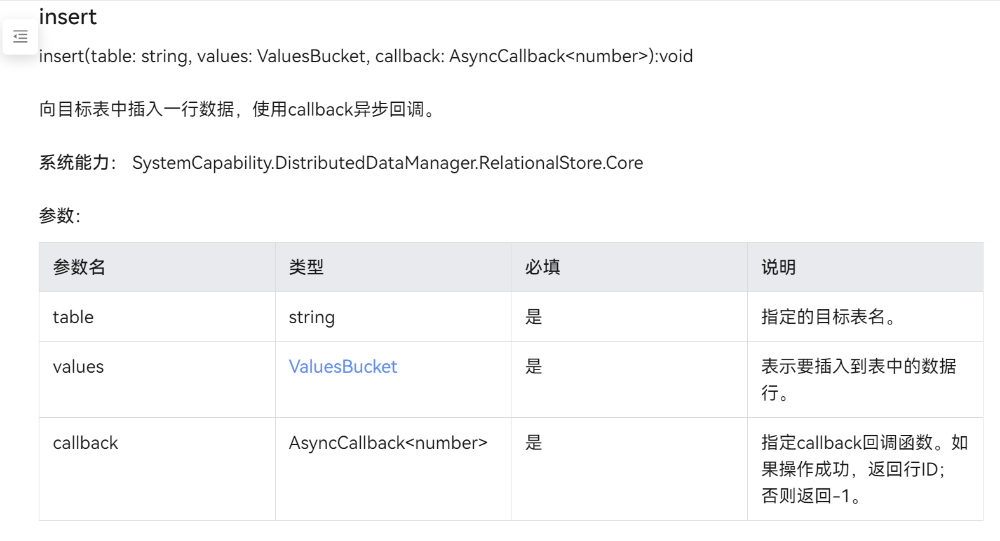 insert
insert(table: string, values: ValuesBucket, callback: AsyncCallback<number>):void
向目标表中插入一行数据，使用callback异步回调。
系统能力： SystemCapability.DistributedDataManager.RelationalStore.Core
参数：
参数名 类型 必填 说明
table string 是 指定的目标表名。
values ValuesBucket 是 表示要插入到表中的数据
行。
callback AsyncCallback<number> 是 指定callback回调函数。如
果操作成功，返回行ID；
否则返回-1。